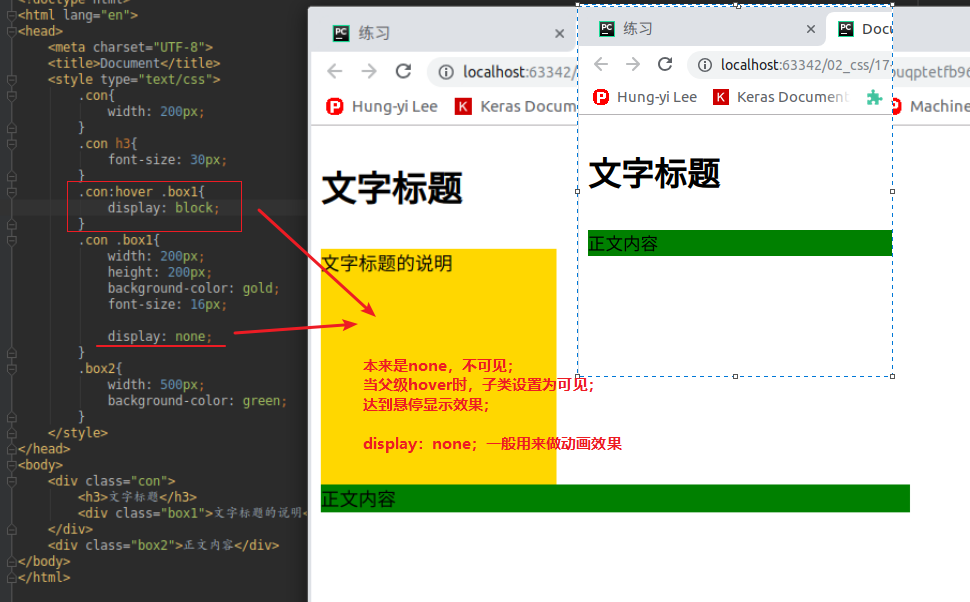 <!doctype html>
<html lang="en">
<head>
<meta charset="UTF-8">
<title>Document</title>
<style type="text/css">
.con{
width: 200px;
}
.con h3{
font-size: 30px;
}
.con:hover .box1{
display: block;
}
.con .box1{
width: 200px;
height: 200px;
background-color: gold;
font-size: 16px;
display: none;
}
.box2{
width: 500px;
background-color: green;
}
</style>
</head>
<body>
<div class="con">
<h3>文字标题</h3>
<div class="box1">文字标题的说明<
</div>
<div class="box2">正文内容</div>
</body>
</html>
PC 练习 ×
localhost:63342/
Hung-yi Lee K Keras Docum
文字标题
文字标题的说明
本来是none，不可见；
当父级hover时，子类设置为可见；
达到悬停显示效果；
display：none；一般用来做动画效果
正文内容
PC 练习 × PC Docu
localhost:63342/02_css/17
Hung-yi Lee K Keras Document
文字标题
正文内容
uqptetfb96
Machine